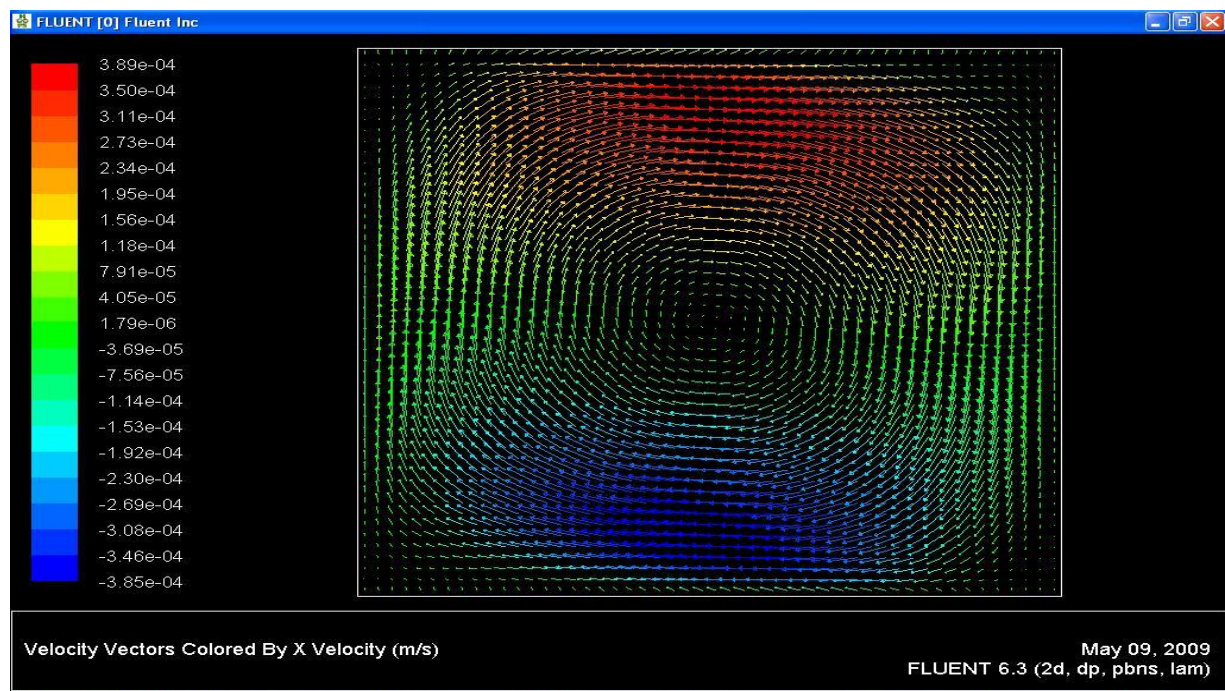 FLUENT [0] Fluent Inc
3.89e-04
3.50e-04
3.11e-04
2.73e-04
2.34e-04
1.95e-04
1.56e-04
1.18e-04
7.91e-05
4.05e-05
1.79e-06
-3.69e-05
-7.56e-05
-1.14e-04
-1.53e-04
-1.92e-04
-2.30e-04
-2.69e-04
-3.08e-04
-3.46e-04
-3.85e-04
Velocity Vectors Colored By X Velocity (m/s)
May 09, 2009
FLUENT 6.3 (2d, dp, pbns, lam)